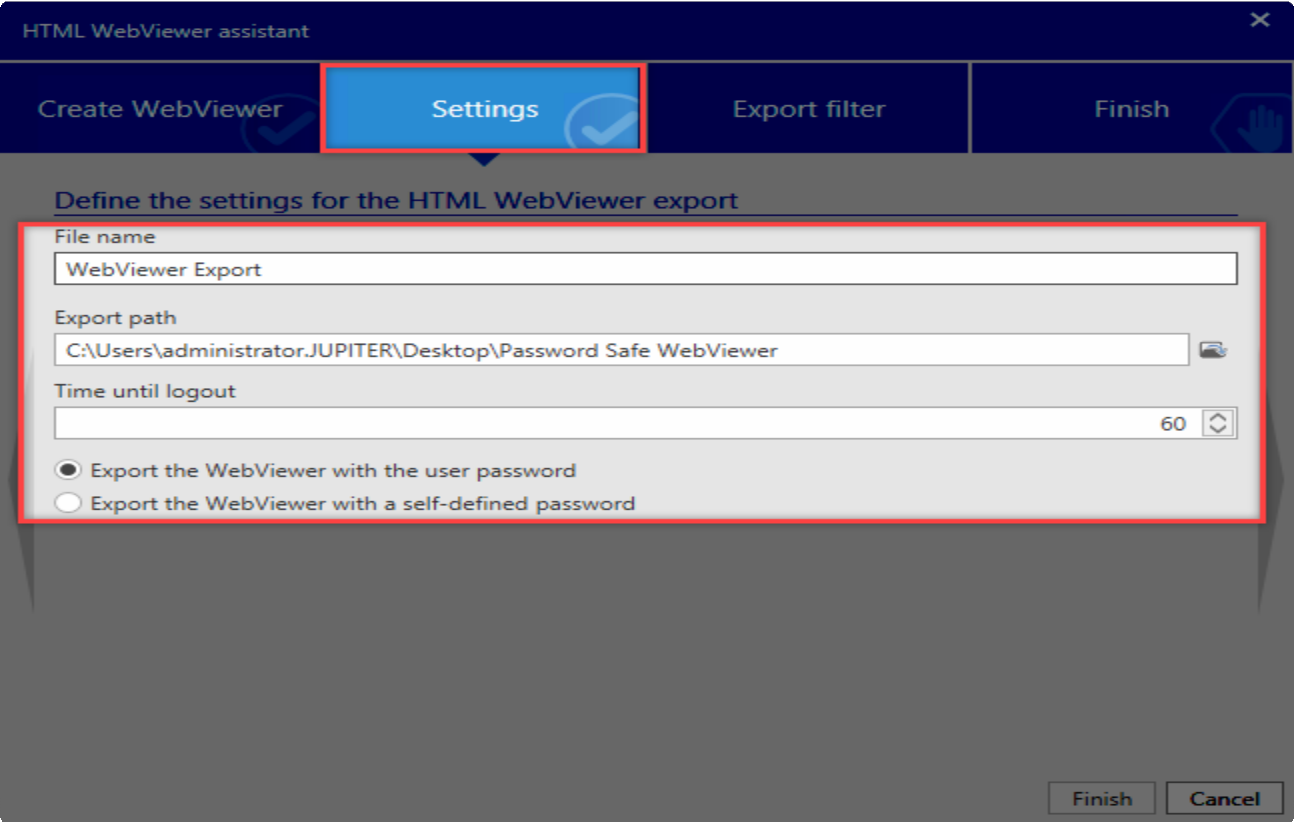 HTML WebViewer assistant
Create WebViewer
Settings
Export filter
Finish
Define the settings for the HTML WebViewer export
File name
WebViewer Export
Export path
C:\Users\administrator.JUPITER\Desktop\Password Safe WebViewer
Time until logout
60
Export the WebViewer with the user password
Export the WebViewer with a self-defined password
Finish
Cancel